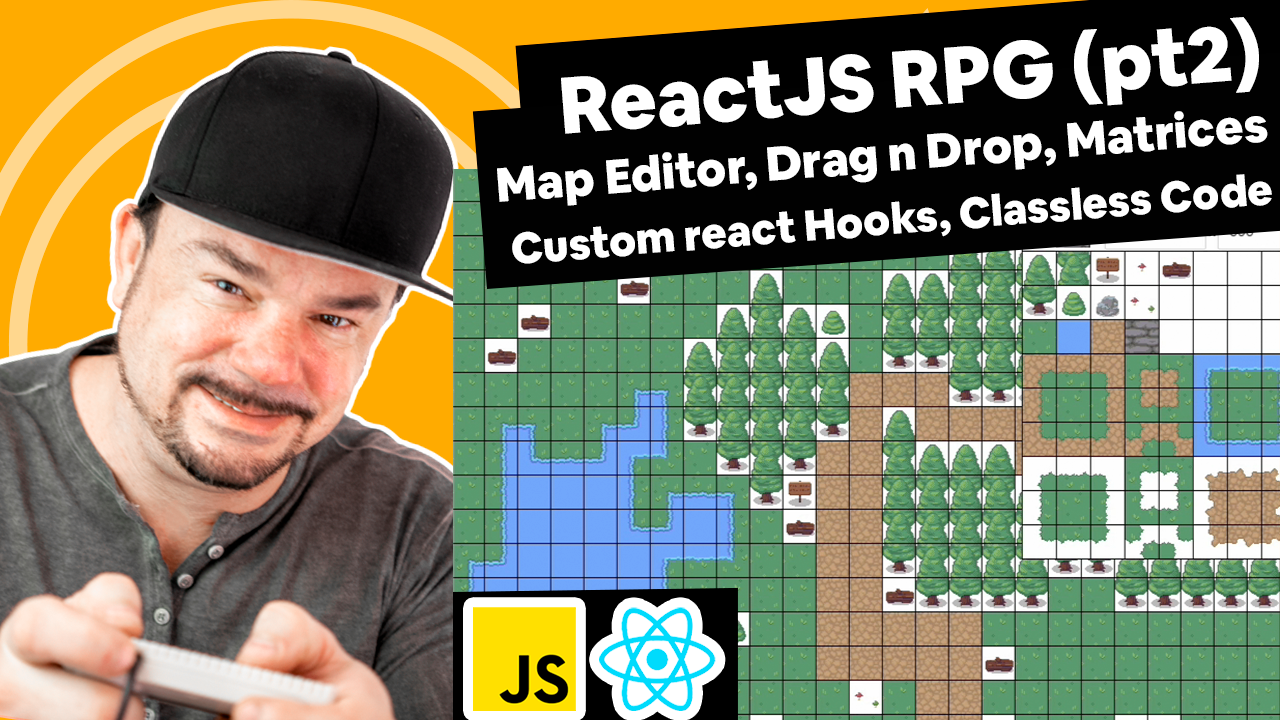 ReactJS RPG (pt2)
Map Editor, Drag n Drop, Matrices
Custom react Hooks, Classless Code
JS